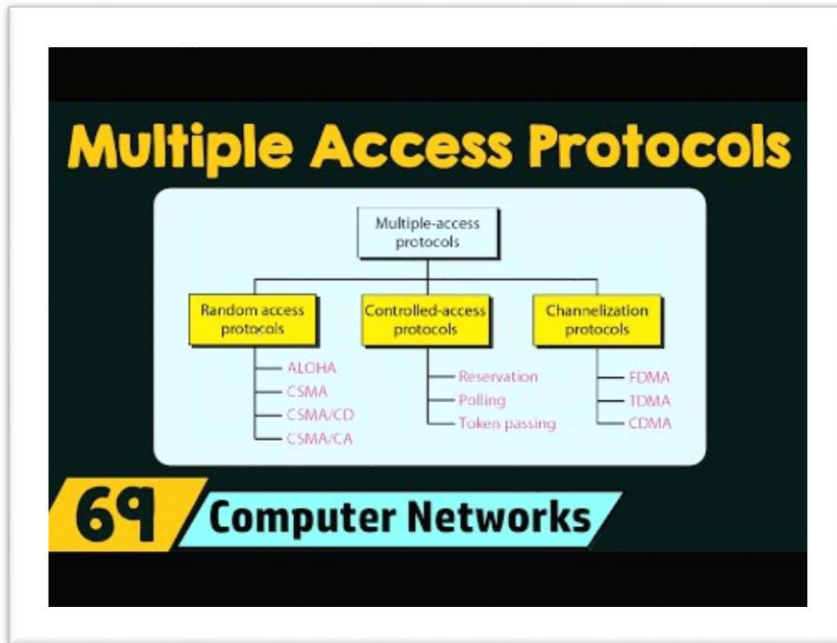 Multiple Access Protocols
Multiple-access
protocols
Random access
protocols
ALOHA
CSMA
CSMA/CD
CSMA/CA
Controlled-access
protocols
Reservation
Polling
Token passing
Channelization
protocols
FDMA
TDMA
CDMA
69
Computer Networks